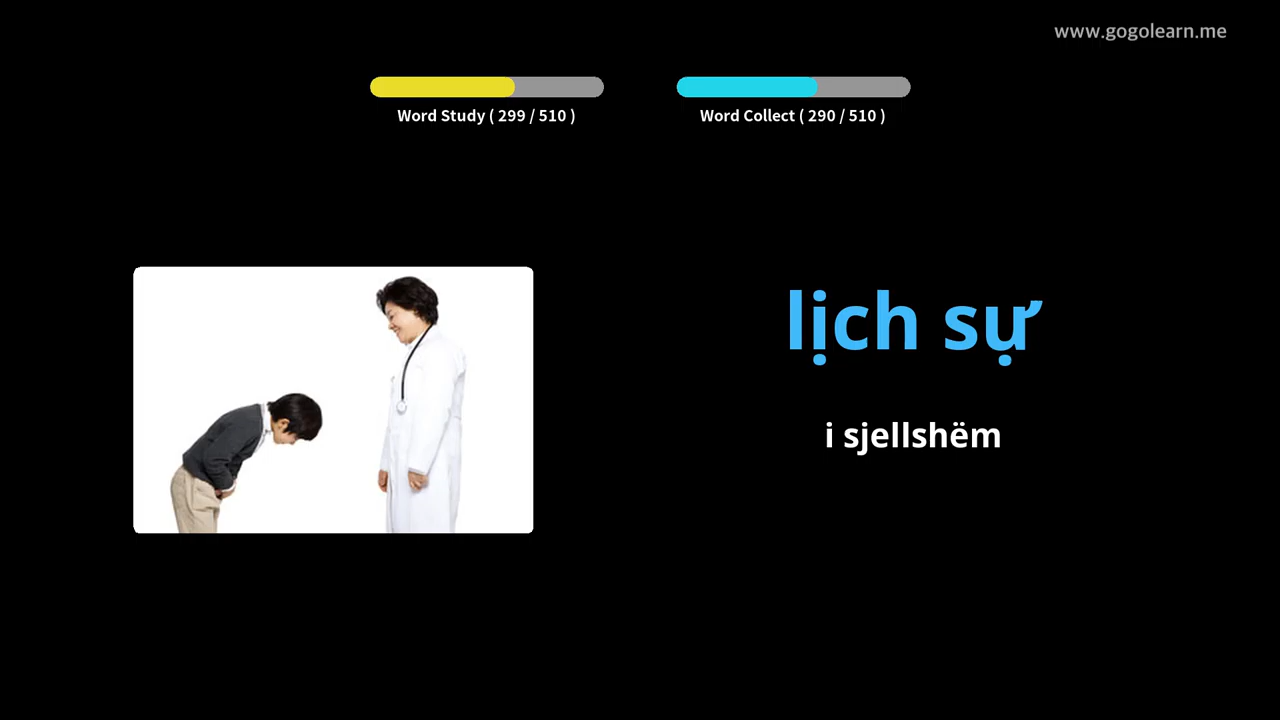 www.gogolearn.me
Word Study ( 299 / 510 )
Word Collect ( 290 / 510 )
lịch sự
i sjellshëm